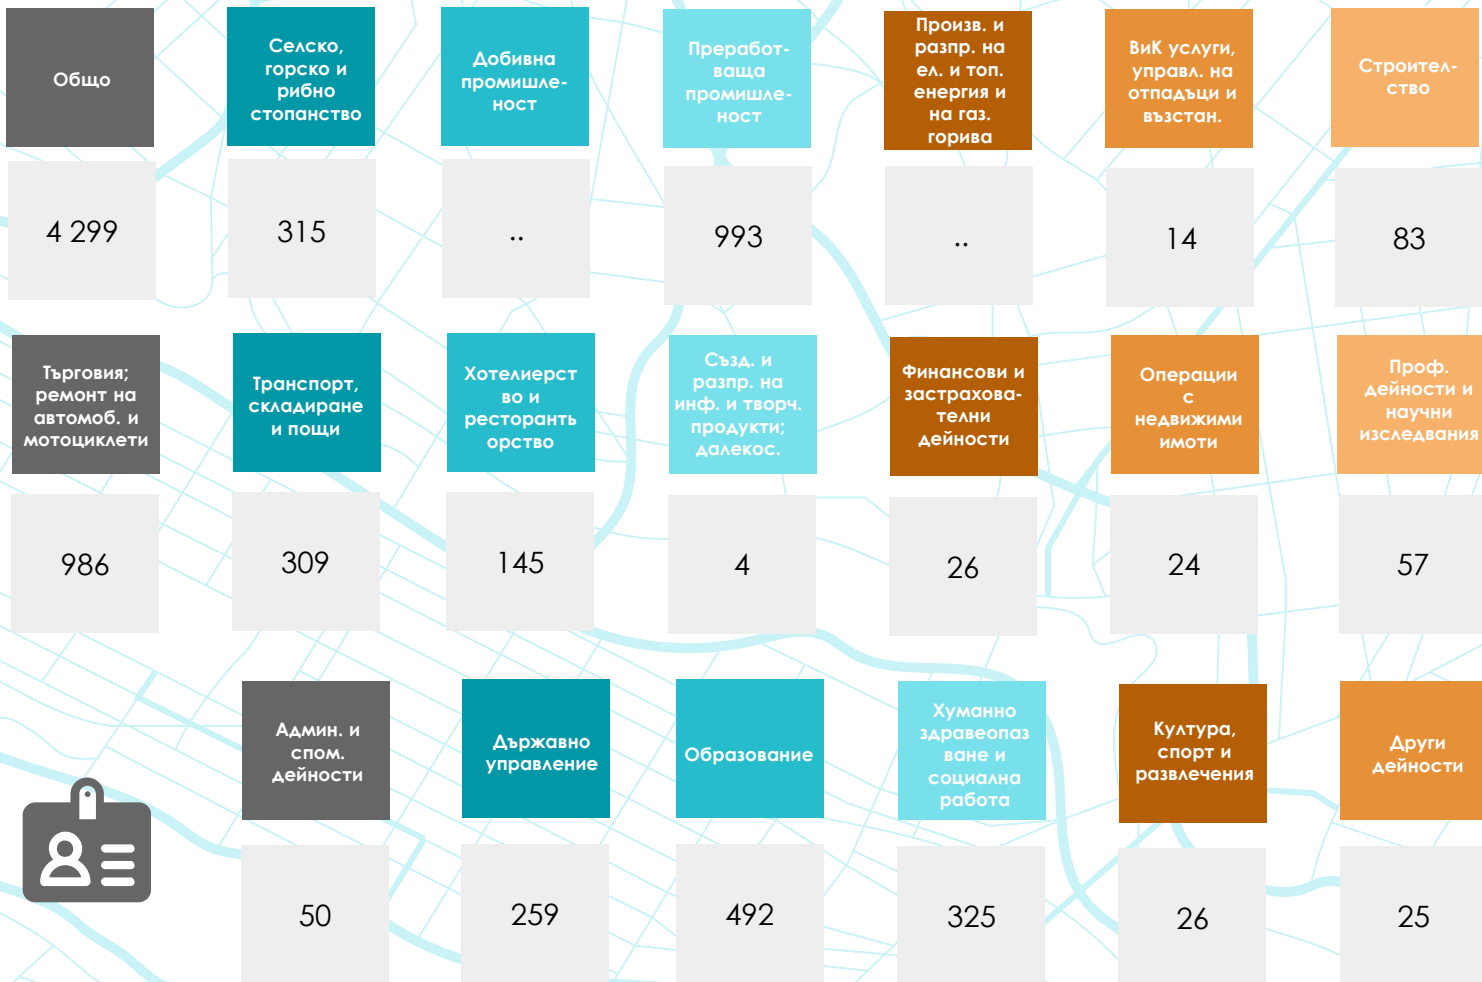 Общо
Селско,
горско и
рибно
стопанство
Добивна
промишле-
ност
Преработ-
ваща
промишле-
ност
Произв. и
разпр. на
ел. и топ.
енергия и
на газ.
горива
ВиК услуги,
управл. на
отпадъци и
възстан.
Строител-
ство
4 299
315
..
993
..
14
83
Търговия;
ремонт на
автомоб. и
мотоциклети
Транспорт,
складиране
и пощи
Хотелиерст
во и
ресторантъ
орство
Създ. и
разпр. на
инф. и творч.
продукти;
далекос.
Финансови и
застрахова-
телни
дейности
Операции
с
недвижими
имоти
Проф.
дейности и
научни
изследвания
986
309
145
4
26
24
57
Админ. и
спом.
дейности
Държавно
управление
Образование
Хуманно
здравеопаз
ване и
социална
работа
Култура,
спорт и
развлечения
Други
дейности
50
259
492
325
26
25